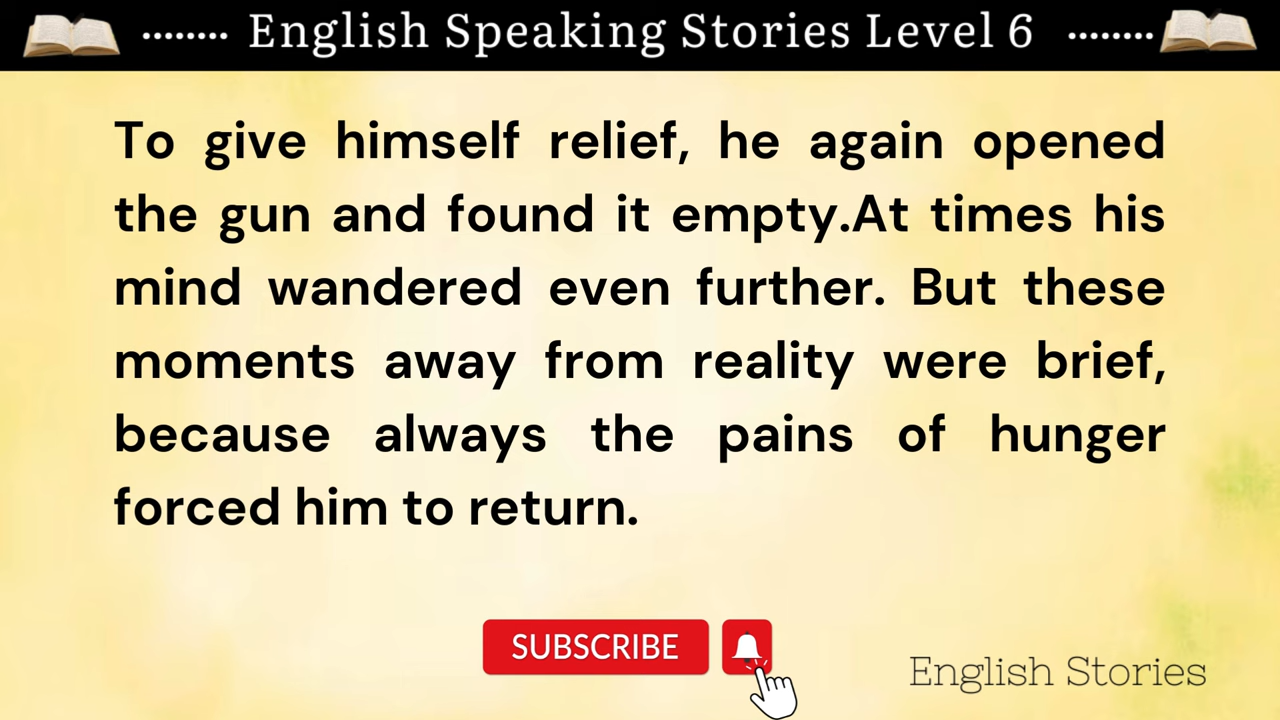 English Speaking Stories Level 6
To give himself relief, he again opened
the gun and found it empty.At times his
mind wandered even further. But these
moments away from reality were brief,
because always the pains of hunger
forced him to return.
SUBSCRIBE
English Stories